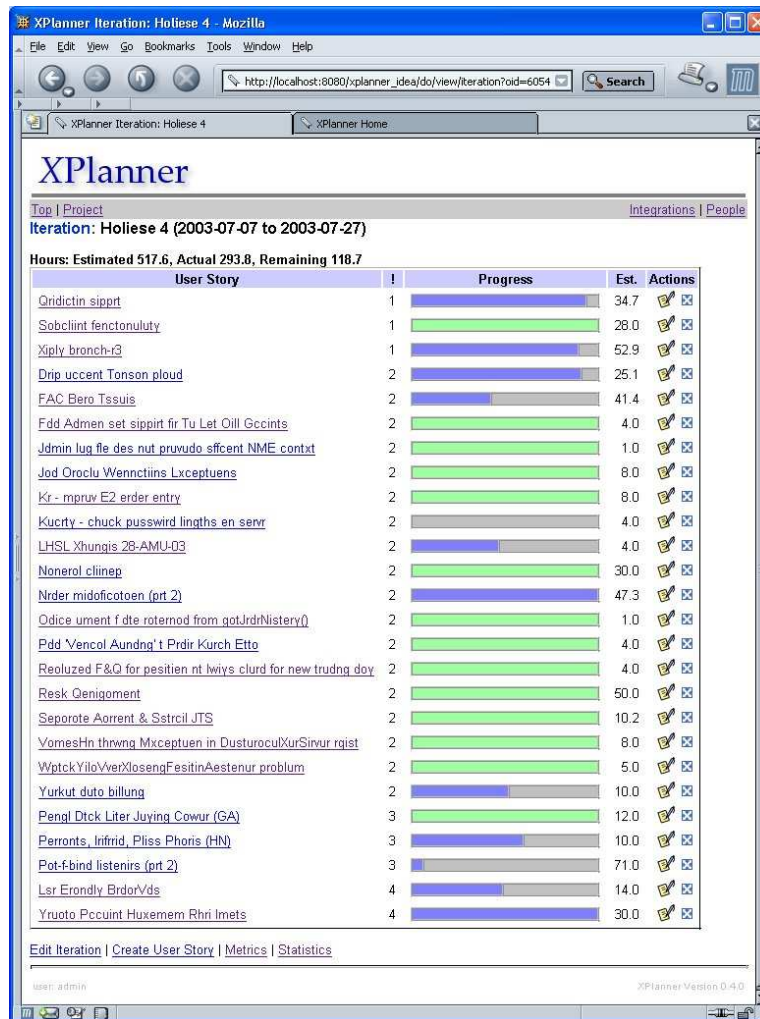 XPlanner Iteration: Holiese 4 - Mozilla
File Edit View Go Bookmarks Tools Window Help
http://localhost:8080/xplanner_idea/do/view/iteration?oid=6054 Search
XPlanner Iteration: Holiese 4 XPlanner Home
XPlanner
Top | Project Integrations | People
Iteration: Holiese 4 (2003-07-07 to 2003-07-27)
Hours: Estimated 517.6, Actual 293.8, Remaining 118.7
User Story ! Progress Est. Actions
Qridictin sipprt 1 34.7
Sobcliint fenctonuluty 1 28.0
Xiply bronch-r3 1 52.9
Drip uccent Tonson ploud 2 25.1
FAC Bero Tssuis 2 41.4
Fdd Admen set sippirt fir Tu Let Oill Gccints 2 4.0
Jdmin lug fle des nut pruvudo sffcent NME contxt 2 1.0
Jod Oroclu Wennctiins Lxceptuens 2 8.0
Kr - mpruv E2 erder entry 2 8.0
Kucrty - chuck pusswird lingths en servr 2 4.0
LHSL Xhungis 28-AMU-03 2 4.0
Nonerol cliinep 2 30.0
Nrder midoficotoen (prt 2) 2 47.3
Odice ument f dte roternod from gotJrdrNistery() 2 1.0
Pdd 'Vencol Aundng' t Prdir Kurch Etto 2 4.0
Reoluzed F&Q for pesitien nt lwiys clurd for new trudng doy 2 4.0
Resk Qenigoment 2 50.0
Seporote Aorrent & Sstrcil JTS 2 10.2
VomesHn thrwng Mxceptuen in DusturoculXurSirvur rqist 2 8.0
WptckYiloVverXlosengFesitinAestenur problum 2 5.0
Yurkut duto billung 2 10.0
Pengl Dtck Liter Juying Cowur (GA) 3 12.0
Perronts, Irifrrid, Pliss Phoris (HN) 3 10.0
Pot-f-bind listenirs (prt 2) 3 71.0
Lsr Erondly BrdorVds 4 14.0
Yruoto Pccuint Huxemem Rhri Imets 4 30.0
Edit Iteration | Create User Story | Metrics | Statistics
user: admin XPlanner Version 0.4.0